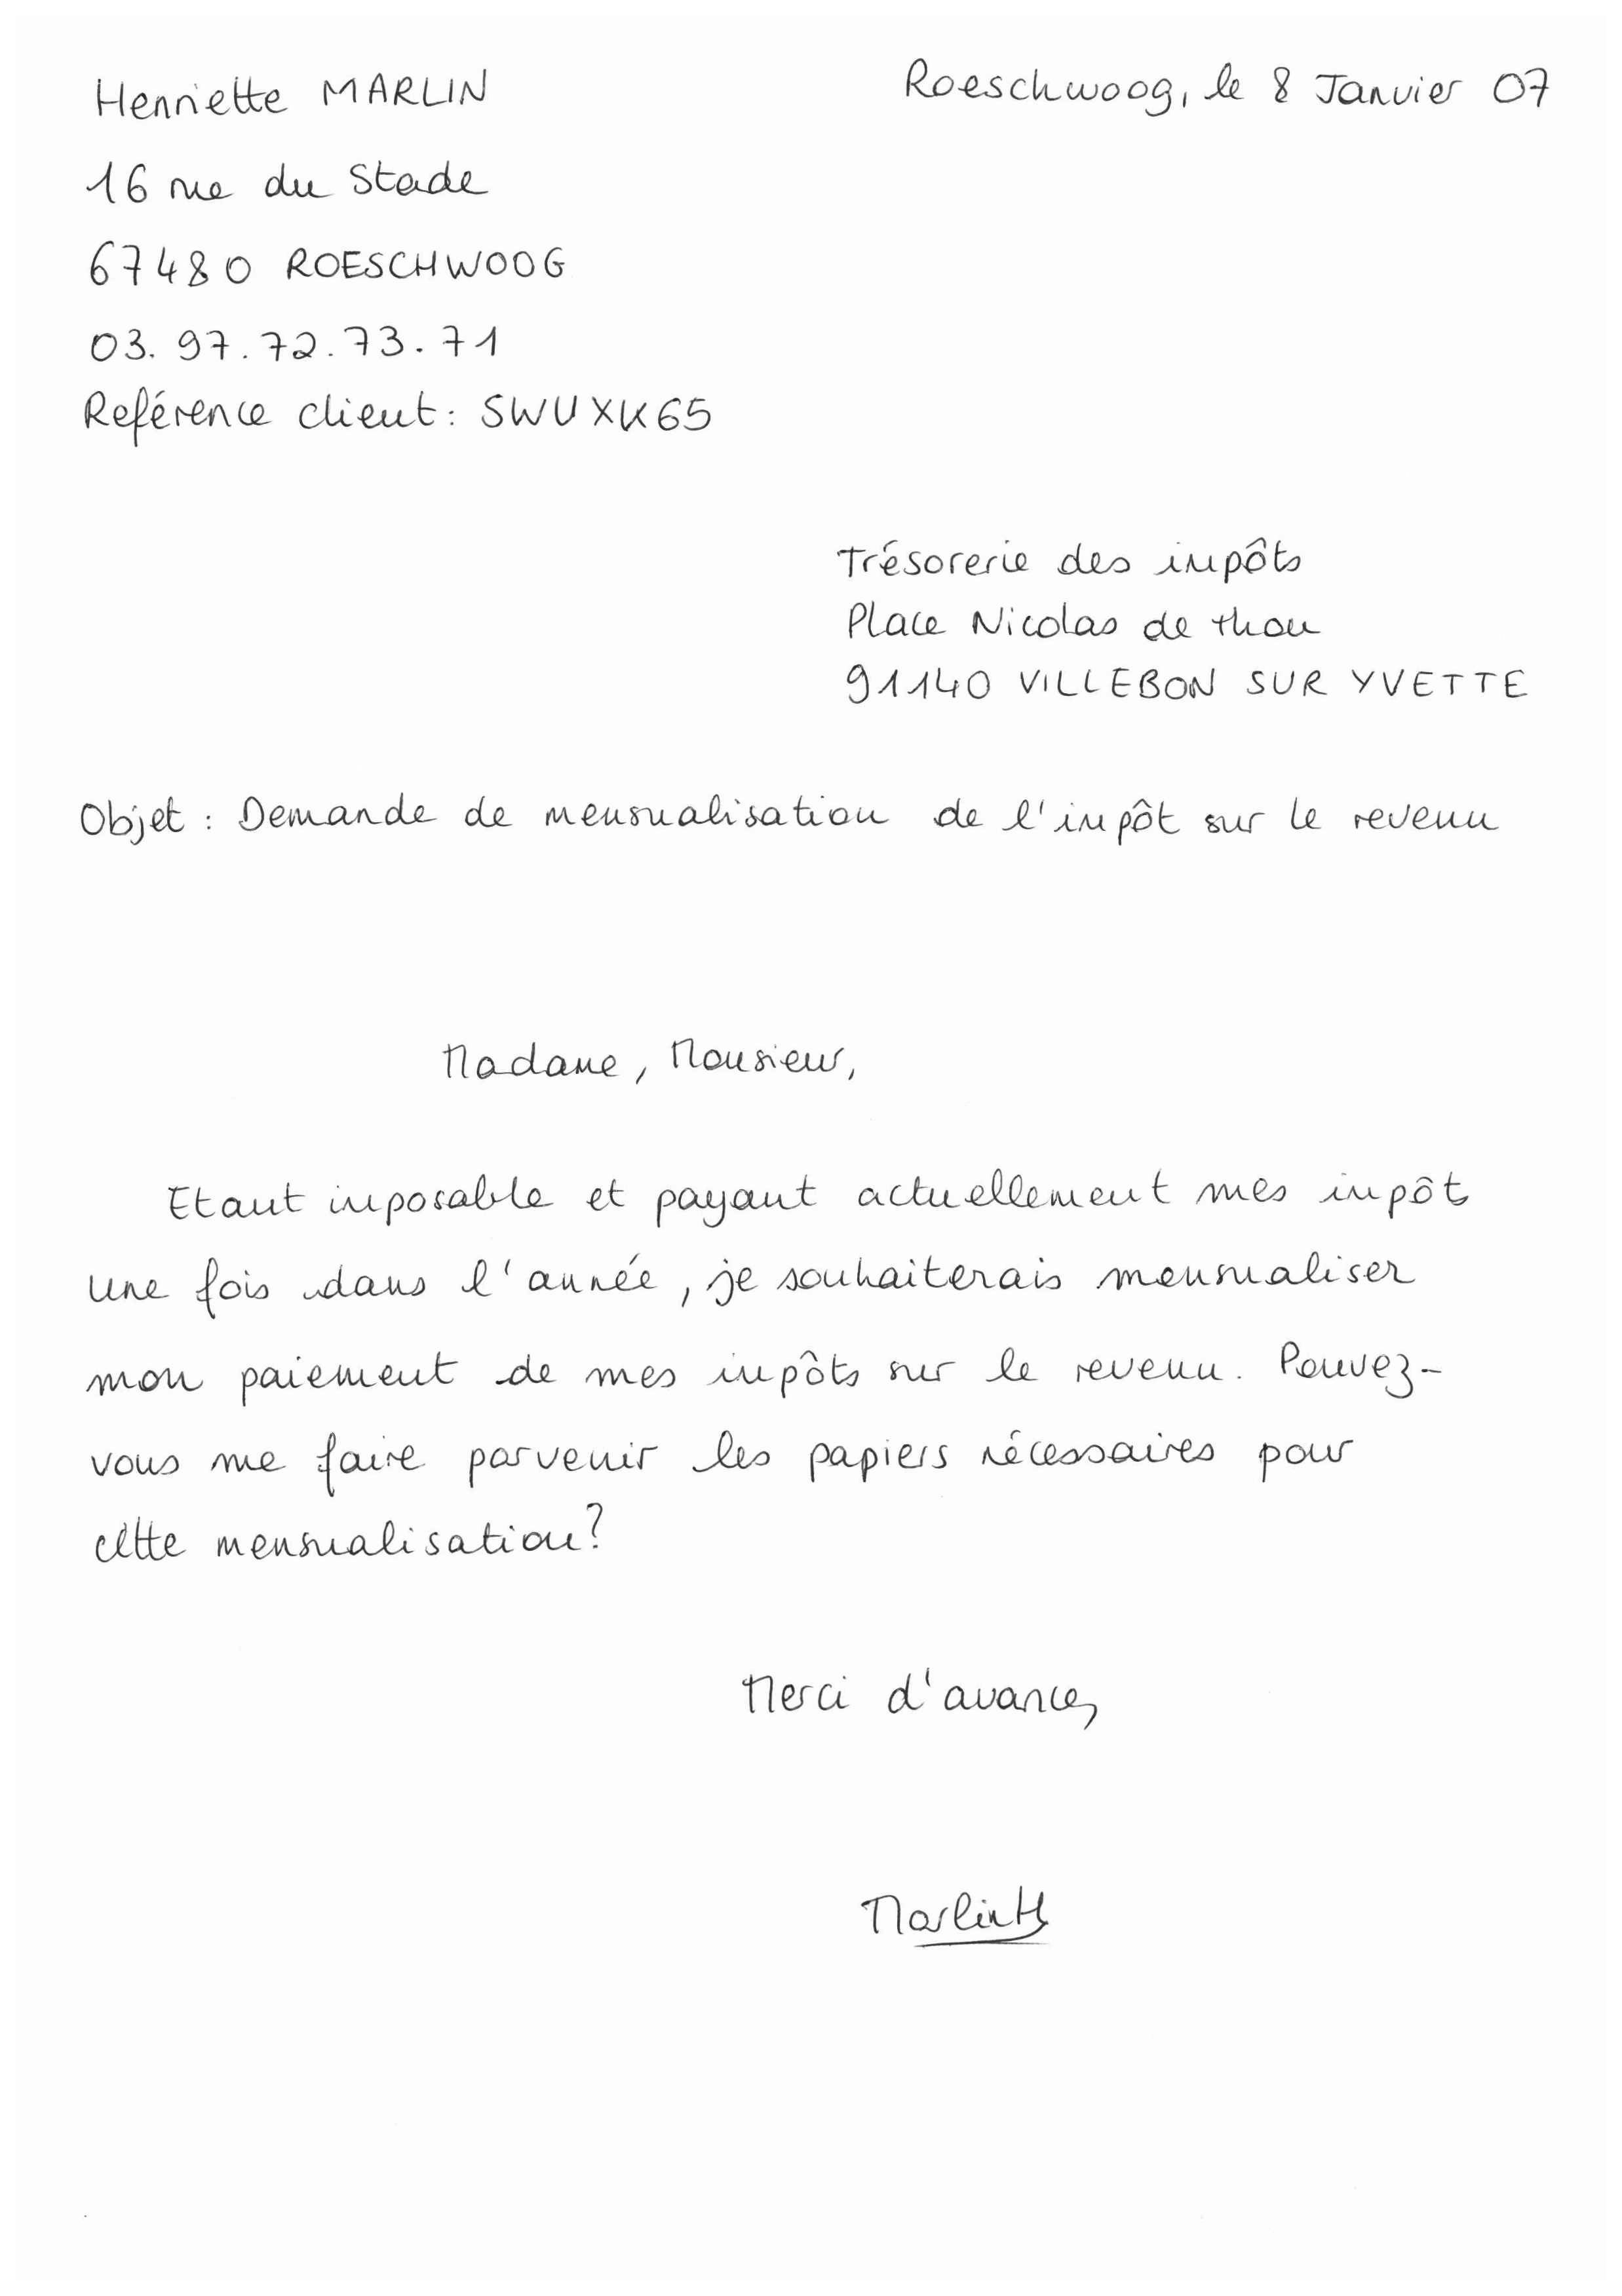 Henriette MARLIN
Roeschwoog, le 8 Janvier 07
16 rue du Stade
67480 ROESCHWOOG
03. 97. 72. 73. 71
Reférence client : SWUXK65
Trésorerie des impôts
Place Nicolas de thou
91140 VILLEBON SUR YVETTE
Objet : Demande de mensualisation de l'impôt sur le revenu
Madame, Monsieur,
Etant imposable et payant actuellement mes impôts
une fois dans l'année, je souhaiterais mensualiser
mon paiement de mes impôts sur le revenu. Pouvez-
vous me faire parvenir les papiers nécessaires pour
cette mensualisation ?
Merci d'avance,
Marlin H